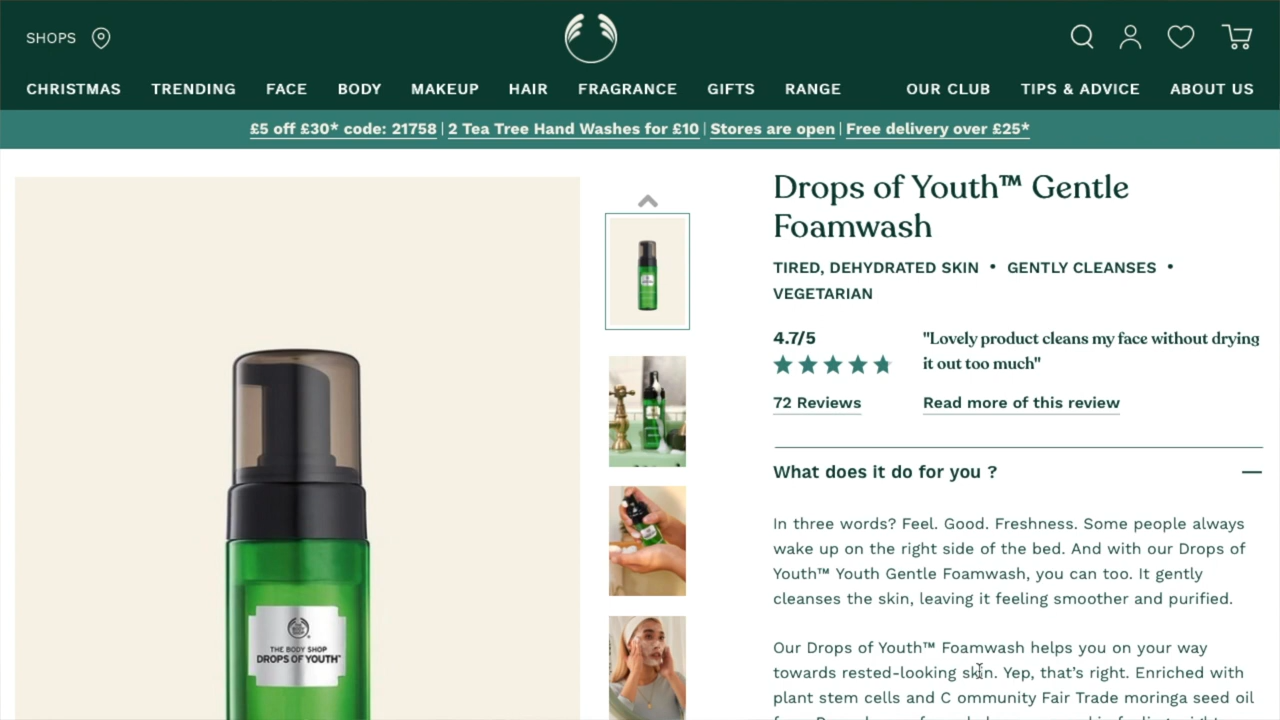 SHOPS
CHRISTMAS TRENDING FACE BODY MAKEUP HAIR FRAGRANCE GIFTS RANGE OUR CLUB TIPS & ADVICE ABOUT US
£5 off £30* code: 21758 | 2 Tea Tree Hand Washes for £10 | Stores are open | Free delivery over £25*
Drops of Youth™ Gentle
Foamwash
TIRED, DEHYDRATED SKIN • GENTLY CLEANSES •
VEGETARIAN
4.7/5
"Lovely product cleans my face without drying
it out too much"
72 Reviews
Read more of this review
What does it do for you ?
In three words? Feel. Good. Freshness. Some people always
wake up on the right side of the bed. And with our Drops of
Youth™ Youth Gentle Foamwash, you can too. It gently
cleanses the skin, leaving it feeling smoother and purified.
Our Drops of Youth™ Foamwash helps you on your way
towards rested-looking skin. Yep, that's right. Enriched with
plant stem cells and C ommunity Fair Trade moringa seed oil
THE BODY SHOP
DROPS OF YOUTH™